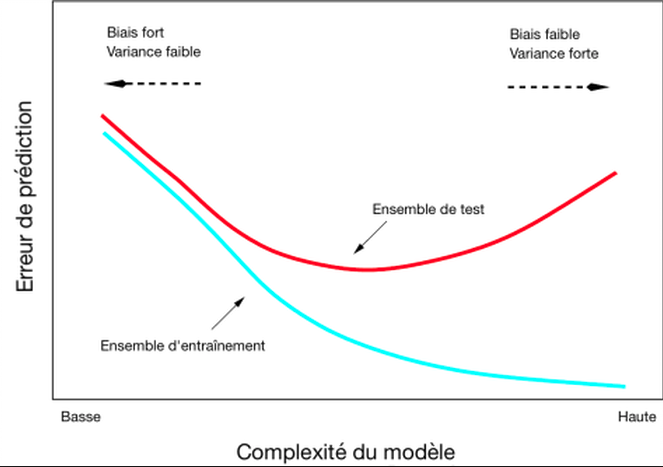 Biais fort
Variance faible
Biais faible
Variance forte
Erreur de prédiction
Ensemble de test
Ensemble d'entraînement
Basse
Haute
Complexité du modèle